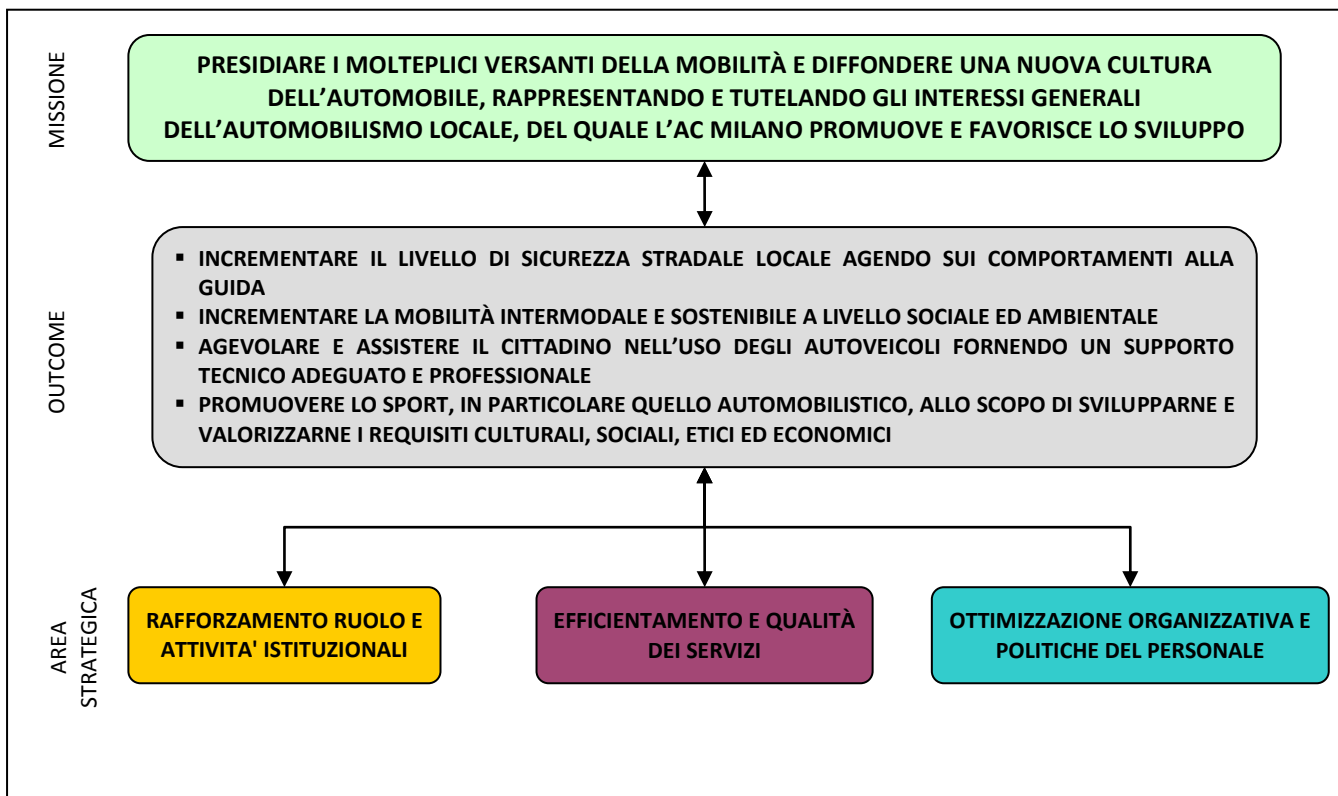 MISSIONE
PRESIDIARE I MOLTEPLICI VERSANTI DELLA MOBILITÀ E DIFFONDERE UNA NUOVA CULTURA
DELL’AUTOMOBILE, RAPPRESENTANDO E TUTELANDO GLI INTERESSI GENERALI
DELL’AUTOMOBILISMO LOCALE, DEL QUALE L’AC MILANO PROMUOVE E FAVORISCE LO SVILUPPO
OUTCOME
▪ INCREMENTARE IL LIVELLO DI SICUREZZA STRADALE LOCALE AGENDO SUI COMPORTAMENTI ALLA
GUIDA
▪ INCREMENTARE LA MOBILITÀ INTERMODALE E SOSTENIBILE A LIVELLO SOCIALE ED AMBIENTALE
▪ AGEVOLARE E ASSISTERE IL CITTADINO NELL’USO DEGLI AUTOVEICOLI FORNENDO UN SUPPORTO
TECNICO ADEGUATO E PROFESSIONALE
▪ PROMUOVERE LO SPORT, IN PARTICOLARE QUELLO AUTOMOBILISTICO, ALLO SCOPO DI SVILUPPARNE E
VALORIZZARNE I REQUISITI CULTURALI, SOCIALI, ETICI ED ECONOMICI
AREA
STRATEGICA
RAFFORZAMENTO RUOLO E
ATTIVITA' ISTITUZIONALI
EFFICIENTAMENTO E QUALITÀ
DEI SERVIZI
OTTIMIZZAZIONE ORGANIZZATIVA E
POLITICHE DEL PERSONALE